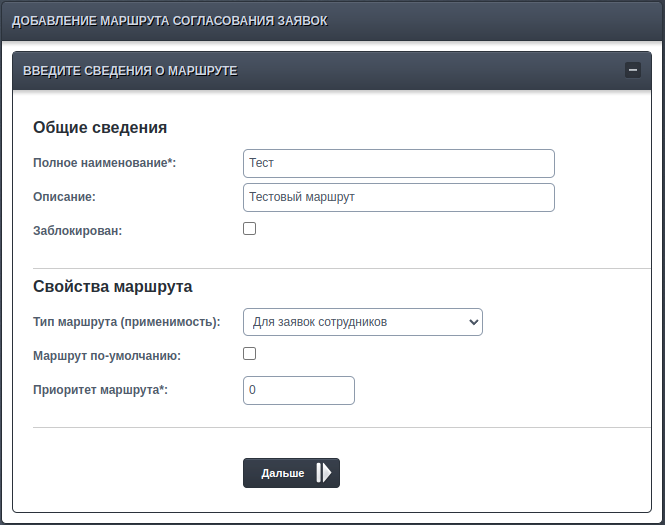 ДОБАВЛЕНИЕ МАРШРУТА СОГЛАСОВАНИЯ ЗАЯВОК
ВВЕДИТЕ СВЕДЕНИЯ О МАРШРУТЕ
Общие сведения
Полное наименование*: Тест
Описание: Тестовый маршрут
Заблокирован:
Свойства маршрута
Тип маршрута (применимость): Для заявок сотрудников
Маршрут по-умолчанию:
Приоритет маршрута*: 0
Дальше